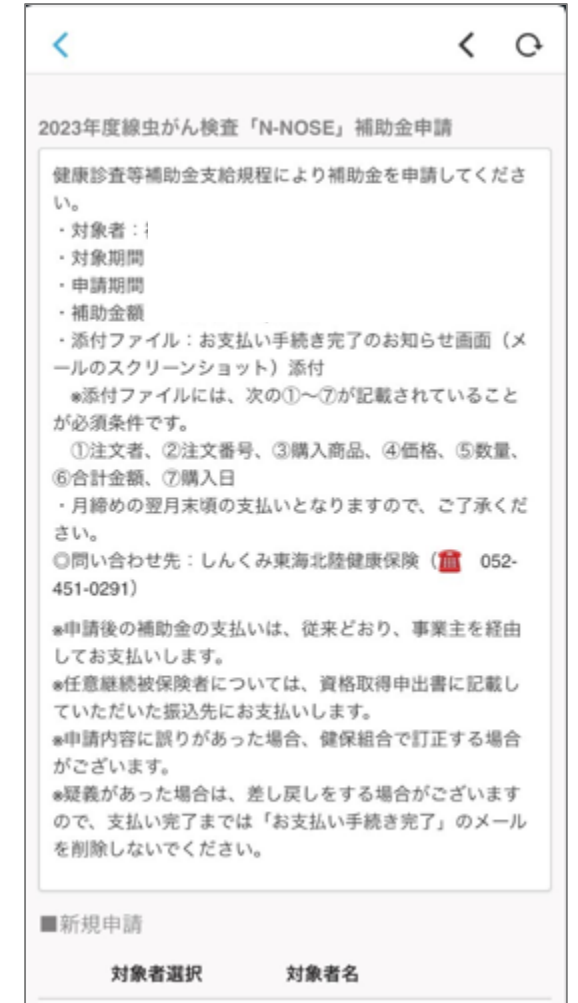 2023年度線虫がん検査「N-NOSE」補助金申請
健康診査等補助金支給規程により補助金を申請してくださ
い。
・対象者：
・対象期間
・申請期間
・補助金額
・添付ファイル：お支払い手続き完了のお知らせ画面（メ
ールのスクリーンショット）添付
※添付ファイルには、次の①〜⑦が記載されていること
が必須条件です。
①注文者、②注文番号、③購入商品、④価格、⑤数量、
⑥合計金額、⑦購入日
・月締めの翌月末頃の支払いとなりますので、ご了承くだ
さい。
◎問い合わせ先：しんくみ東海北陸健康保険（☎ 052-
451-0291）
※申請後の補助金の支払いは、従来どおり、事業主を経由
してお支払いします。
※任意継続被保険者については、資格取得申出書に記載し
ていただいた振込先にお支払いします。
※申請内容に誤りがあった場合、健保組合で訂正する場合
がございます。
※疑義があった場合は、差し戻しをする場合がございます
ので、支払い完了までは「お支払い手続き完了」のメール
を削除しないでください。
■新規申請
対象者選択 対象者名